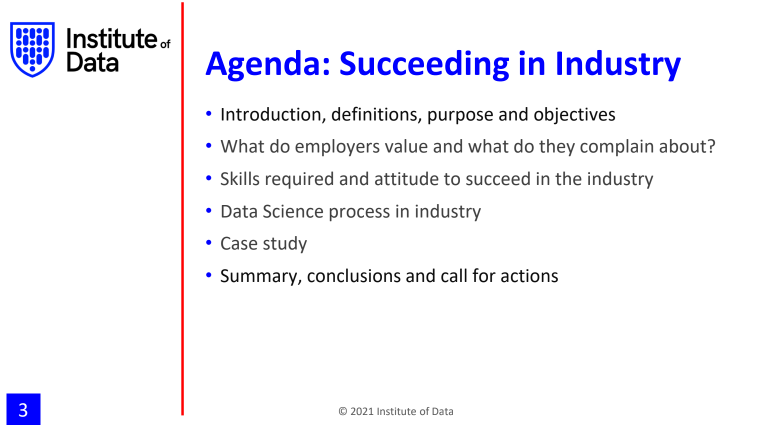 Institute of
Data
Agenda: Succeeding in Industry
• Introduction, definitions, purpose and objectives
• What do employers value and what do they complain about?
• Skills required and attitude to succeed in the industry
• Data Science process in industry
• Case study
• Summary, conclusions and call for actions
3
© 2021 Institute of Data